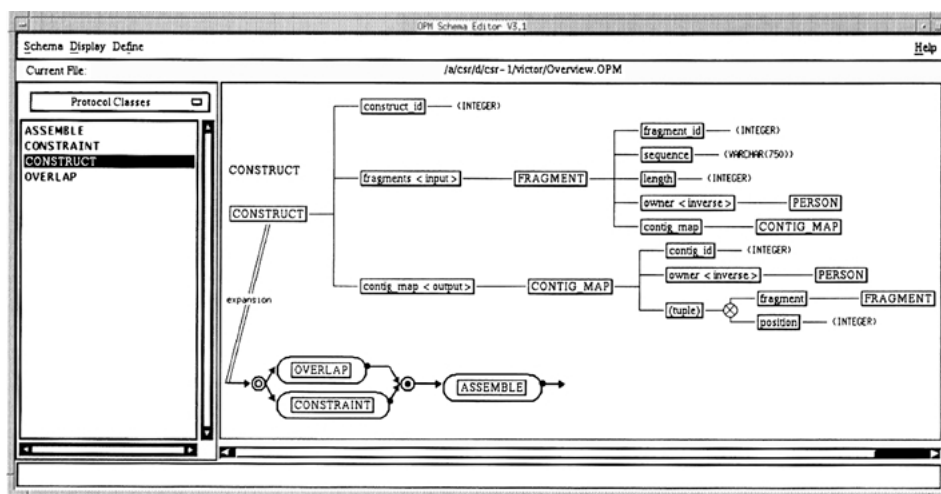 OPM Schema Editor V3.1
Schema Display Define Help
Current File: /a/csr/d/csr-1/victor/Overview.OPM
Protocol Classes
ASSEMBLE
CONSTRAINT
CONSTRUCT
OVERLAP
construct_id (INTEGER)
fragment_id (INTEGER)
sequence (VARCHAR(750))
CONSTRUCT
fragments < input > FRAGMENT length (INTEGER)
owner < inverse > PERSON
CONSTRUCT
contig_map CONTIG_MAP
contig_id (INTEGER)
owner < inverse > PERSON
contig_map < output > CONTIG_MAP
expansion
(tuple) fragment FRAGMENT
position (INTEGER)
OVERLAP
ASSEMBLE
CONSTRAINT